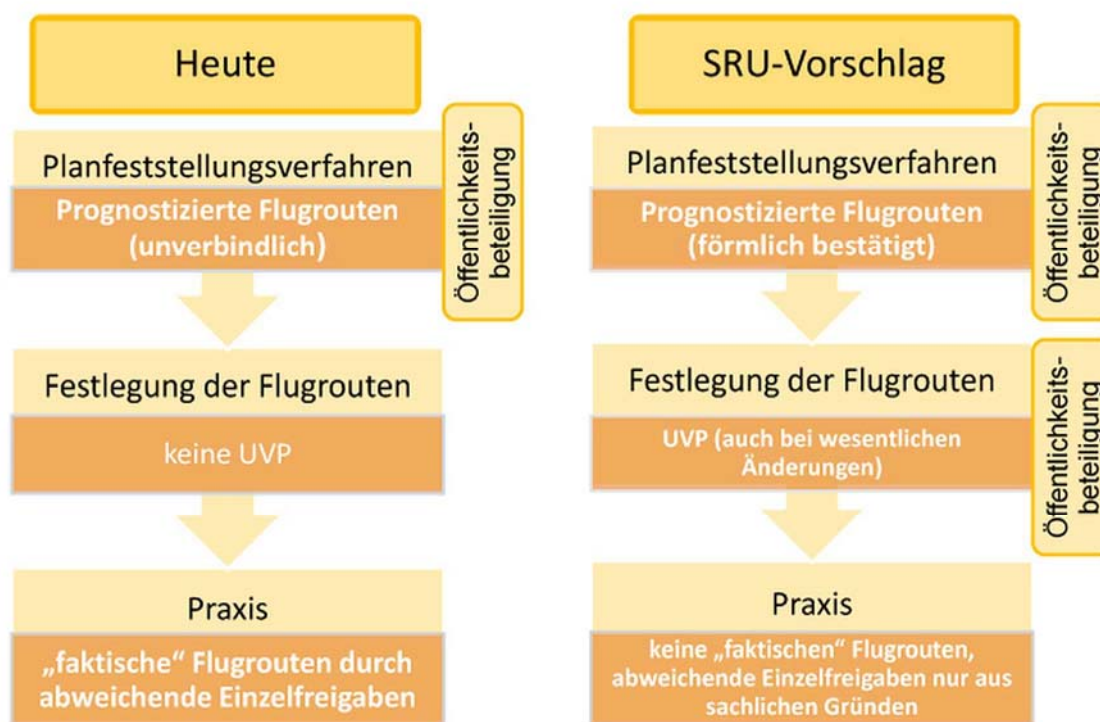 Heute
Planfeststellungsverfahren
Prognostizierte Flugrouten
(unverbindlich)
Öffentlichkeits-
beteiligung
Festlegung der Flugrouten
keine UVP
Praxis
„faktische“ Flugrouten durch
abweichende Einzelfreigaben
SRU-Vorschlag
Planfeststellungsverfahren
Prognostizierte Flugrouten
(förmlich bestätigt)
Öffentlichkeits-
beteiligung
Festlegung der Flugrouten
UVP (auch bei wesentlichen
Änderungen)
Öffentlichkeits-
beteiligung
Praxis
keine „faktischen“ Flugrouten,
abweichende Einzelfreigaben nur aus
sachlichen Gründen